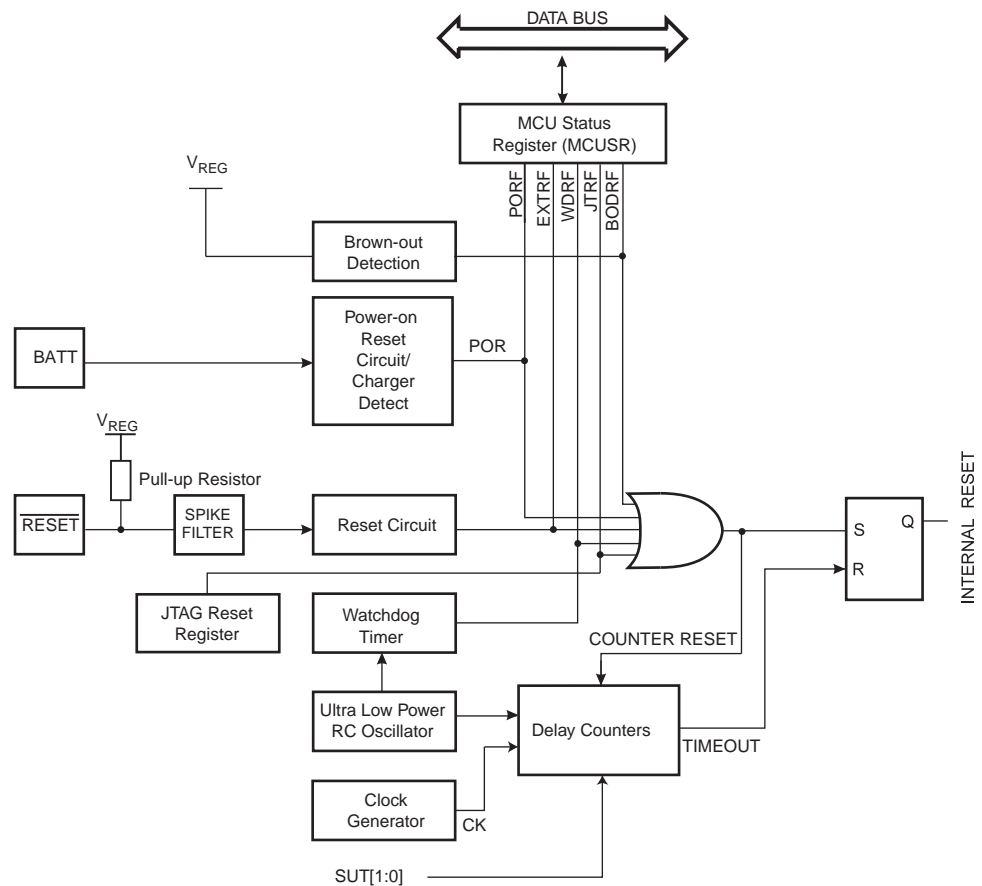 DATA BUS
MCU Status
Register (MCUSR)
PORF
EXTRF
WDRF
JTRF
BODRF
VREG
Brown-out
Detection
Power-on
Reset
Circuit/
Charger
Detect
POR
BATT
VREG
Pull-up Resistor
RESET
SPIKE
FILTER
Reset Circuit
JTAG Reset
Register
Watchdog
Timer
S
R
Q
INTERNAL RESET
COUNTER RESET
Ultra Low Power
RC Oscillator
Delay Counters
TIMEOUT
Clock
Generator
CK
SUT[1:0]